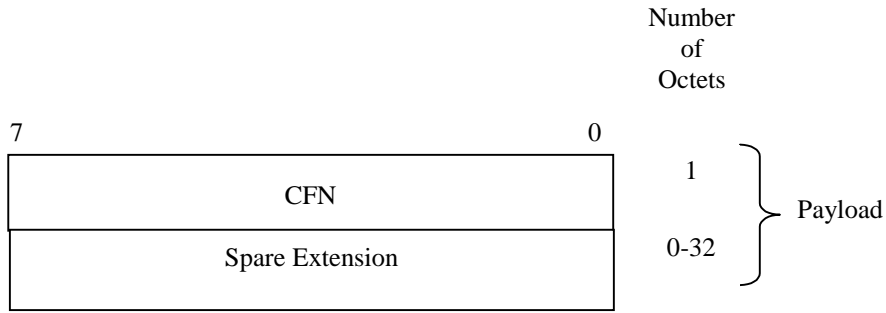 Number
of
Octets
7 0
CFN 1
Payload
Spare Extension 0-32